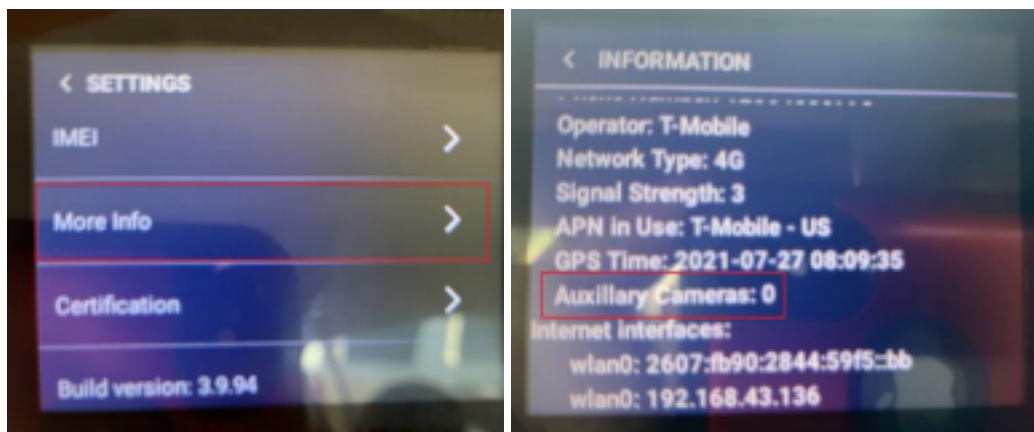 < SETTINGS
IMEI
More Info
Certification
Build version: 3.9.94
< INFORMATION
Operator: T-Mobile
Network Type: 4G
Signal Strength: 3
APN in Use: T-Mobile - US
GPS Time: 2021-07-27 08:09:35
Auxillary Cameras: 0
Internet interfaces:
wlan0: 2607:fb90:2844:59f5::bb
wlan0: 192.168.43.136